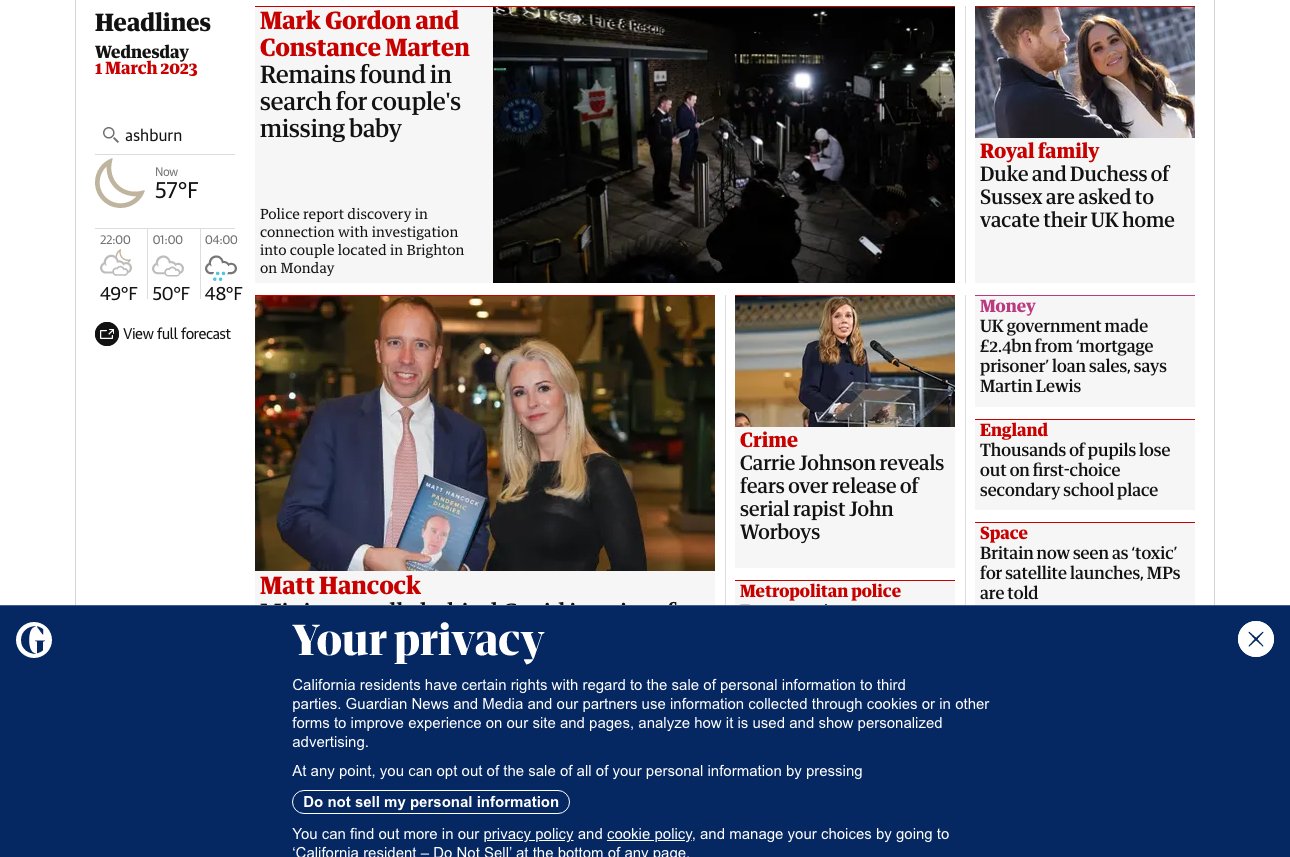 Headlines
Wednesday
1 March 2023
ashburn
Now
57°F
22:00
01:00
04:00
49°F
50°F
48°F
View full forecast
Mark Gordon and
Constance Marten
Remains found in
search for couple's
missing baby
Police report discovery in
connection with investigation
into couple located in Brighton
on Monday
Fire & Rescue
Royal family
Duke and Duchess of
Sussex are asked to
vacate their UK home
MATT HANCOCK
PANDEMIC
DIARIES
Matt Hancock
Crime
Carrie Johnson reveals
fears over release of
serial rapist John
Worboys
Metropolitan police
Money
UK government made
£2.4bn from ‘mortgage
prisoner’ loan sales, says
Martin Lewis
England
Thousands of pupils lose
out on first-choice
secondary school place
Space
Britain now seen as ‘toxic’
for satellite launches, MPs
are told
Your privacy
California residents have certain rights with regard to the sale of personal information to third
parties. Guardian News and Media and our partners use information collected through cookies or in other
forms to improve experience on our site and pages, analyze how it is used and show personalized
advertising.
At any point, you can opt out of the sale of all of your personal information by pressing
Do not sell my personal information
You can find out more in our privacy policy and cookie policy, and manage your choices by going to
‘California resident – Do Not Sell’ at the bottom of any page.